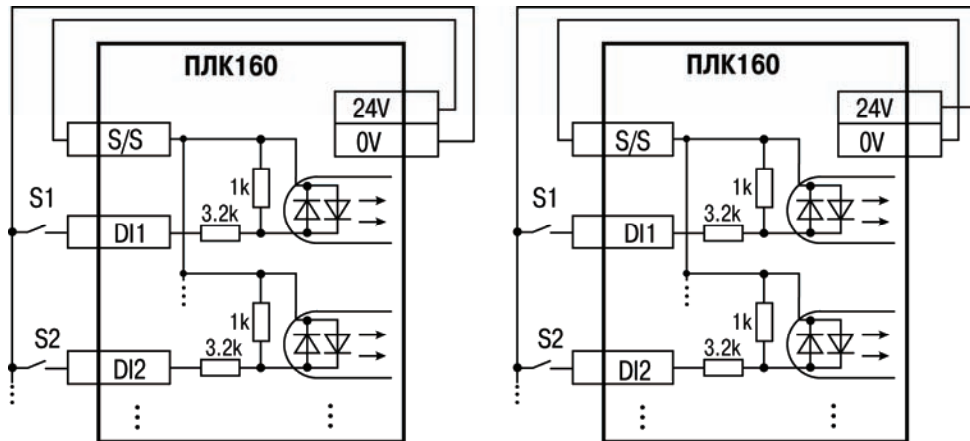 ПЛК160
24V
0V
S/S
1k
S1
3.2k
DI1
1k
S2
3.2k
DI2
ПЛК160
24V
0V
S/S
1k
S1
3.2k
DI1
1k
S2
3.2k
DI2